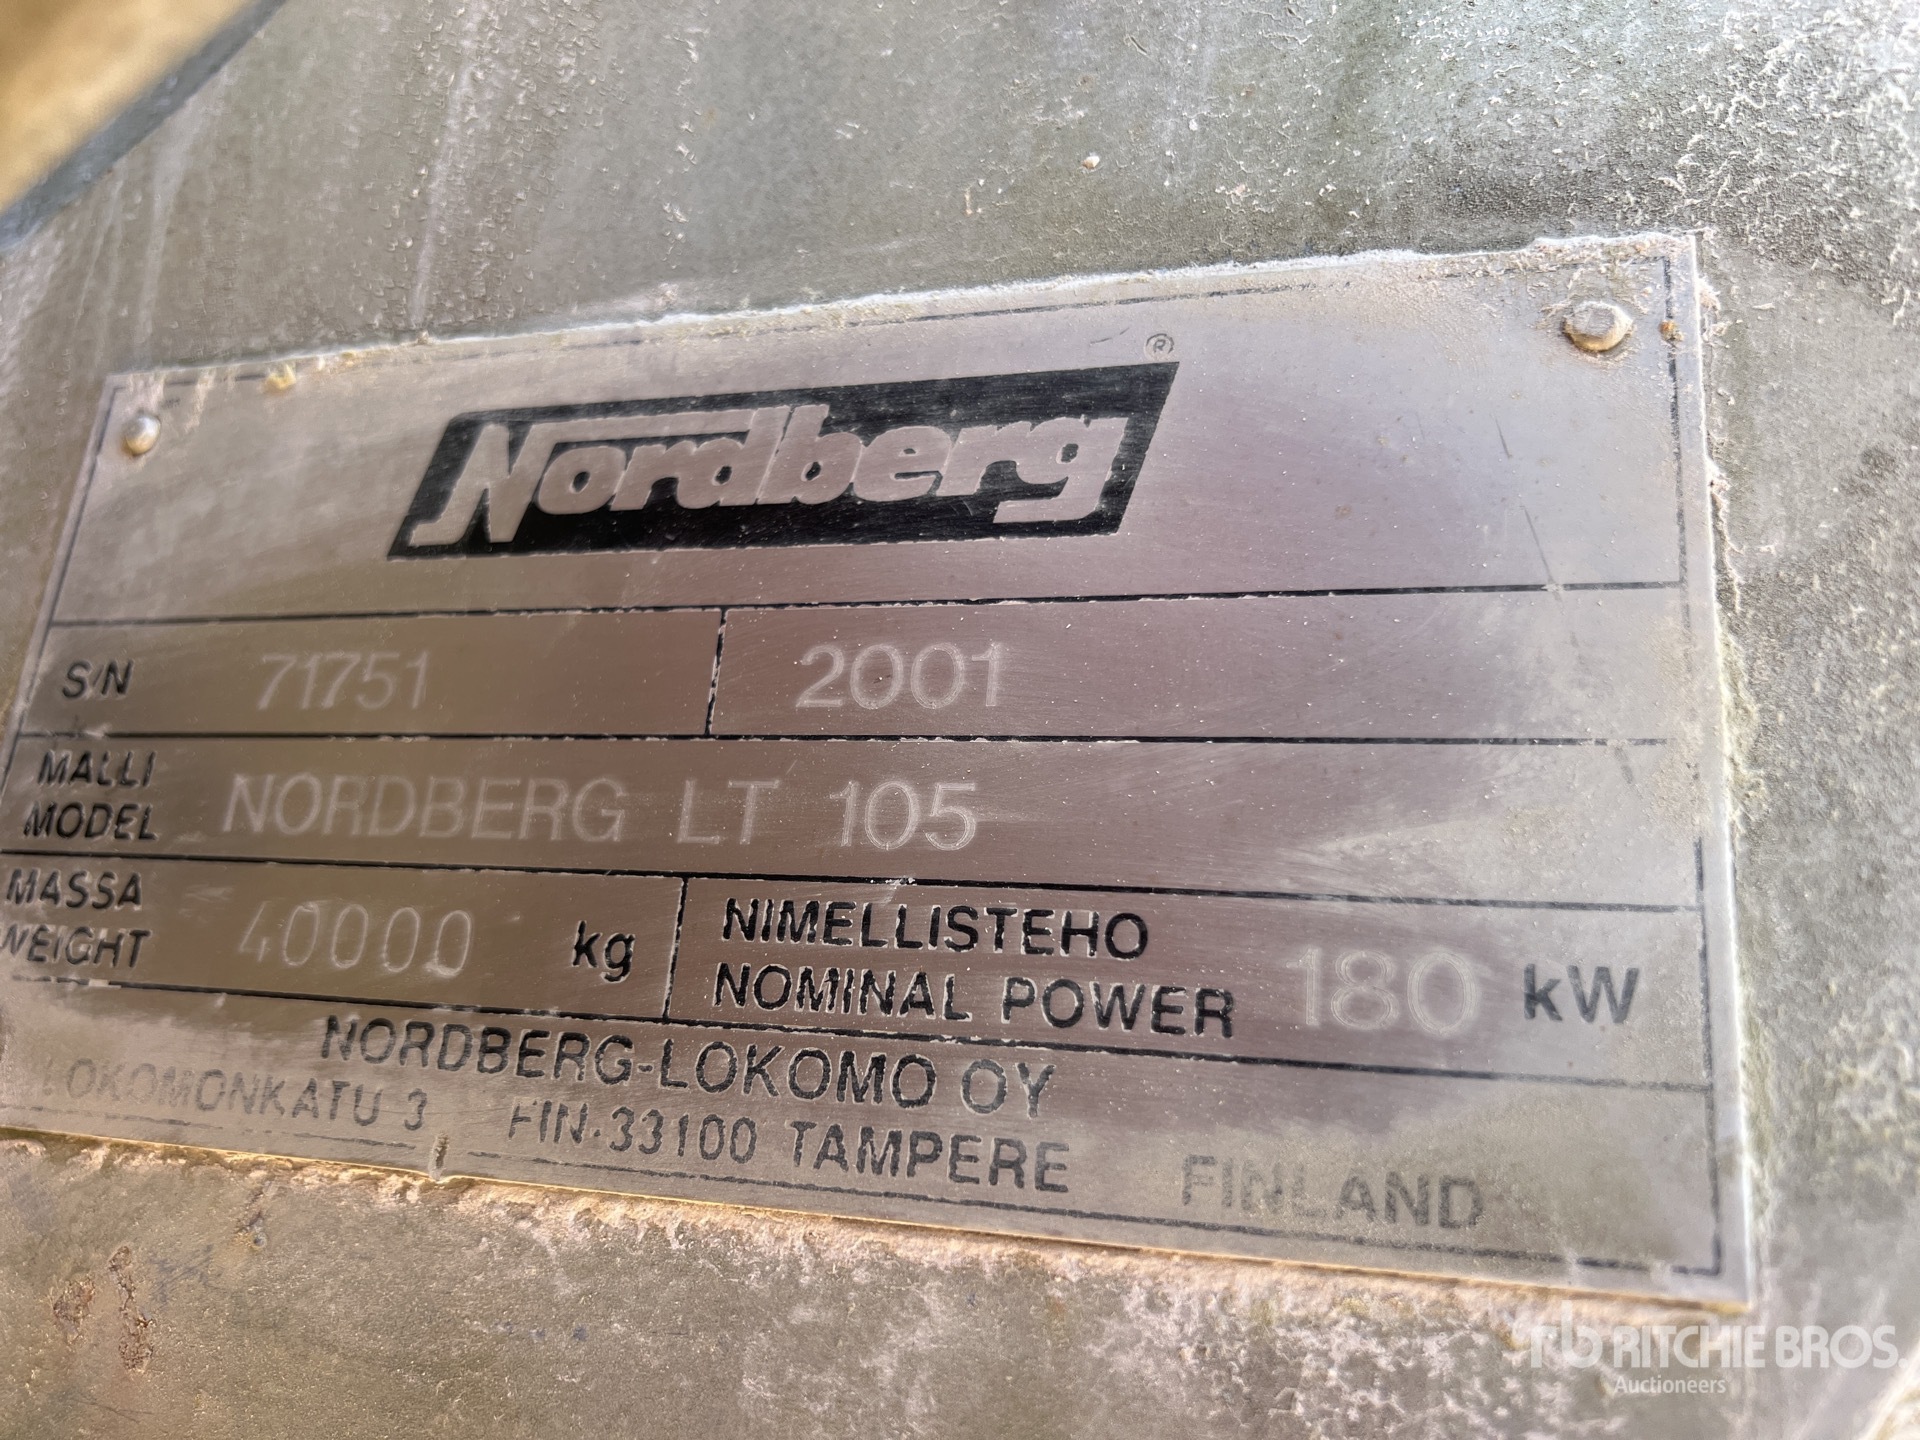 Nordberg®
S/N 71751 2001
MALLI
MODEL NORDBERG LT 105
MASSA
WEIGHT 40000 kg
NIMELLISTEHO
NOMINAL POWER 180 kW
NORDBERG-LOKOMO OY
LOKOMONKATU 3 FIN-33100 TAMPERE FINLAND
rb RITCHIE BROS.
Auctioneers